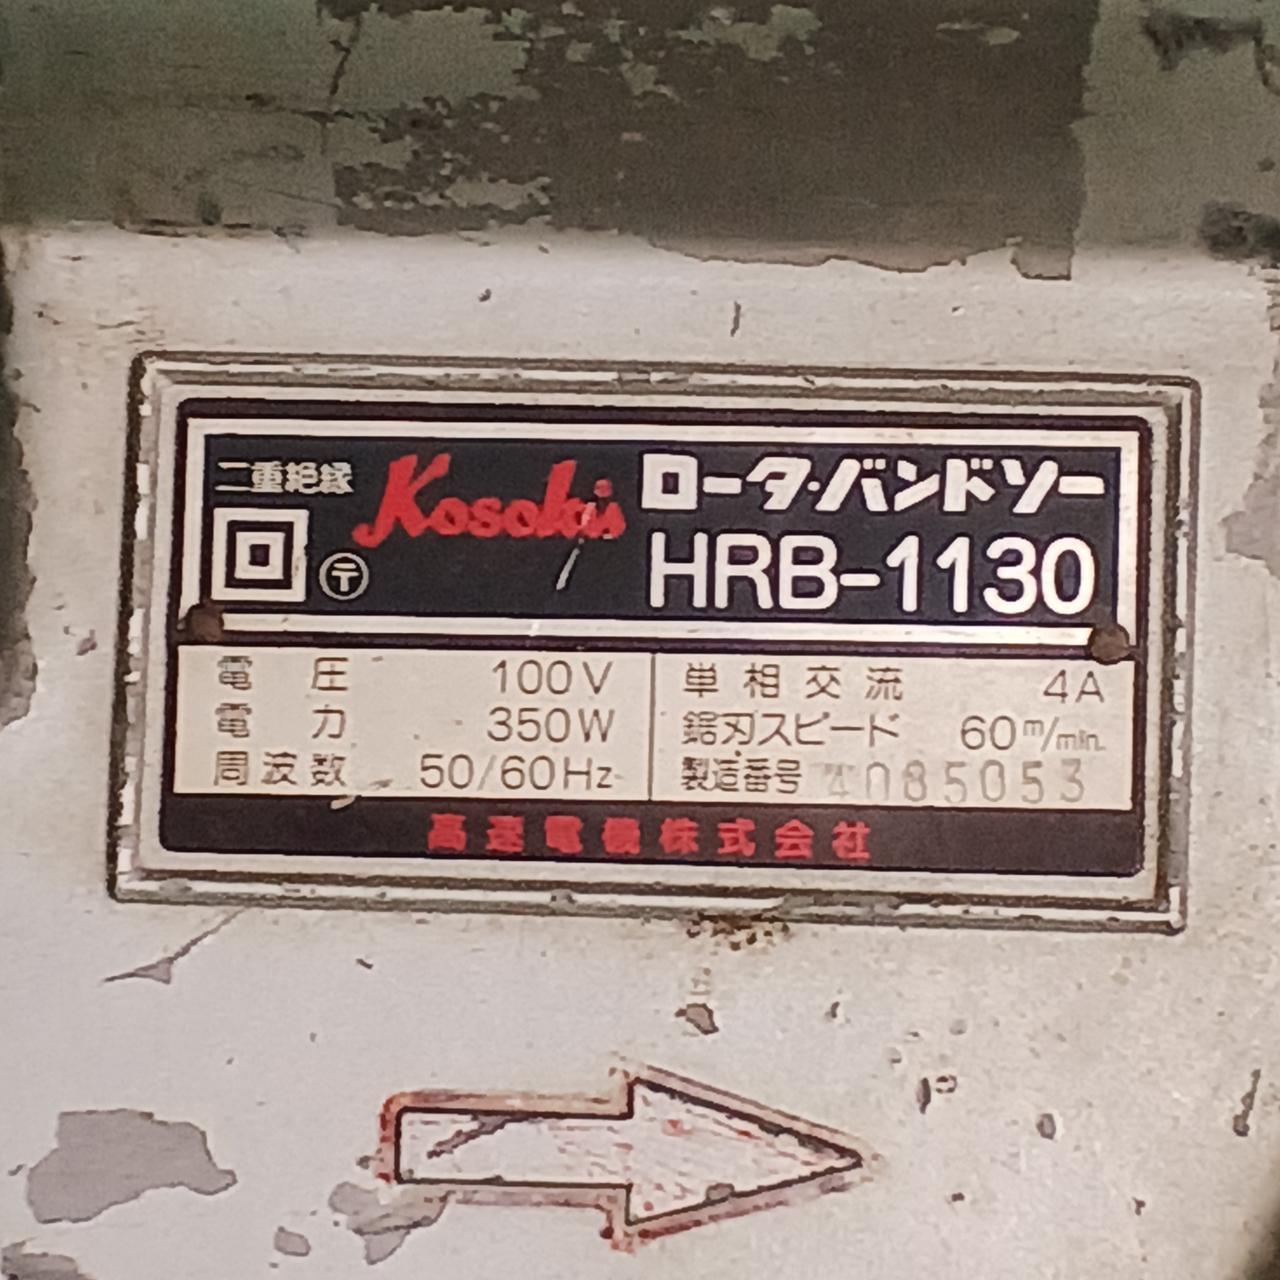 二重絶縁
Kosoku
ロータ・バンドソー
HRB-1130
〒
電圧 100V
電力 350W
周波数 50/60Hz
単相交流 4A
鋸刃スピード 60m/min.
製造番号 4085053
高速電機株式会社